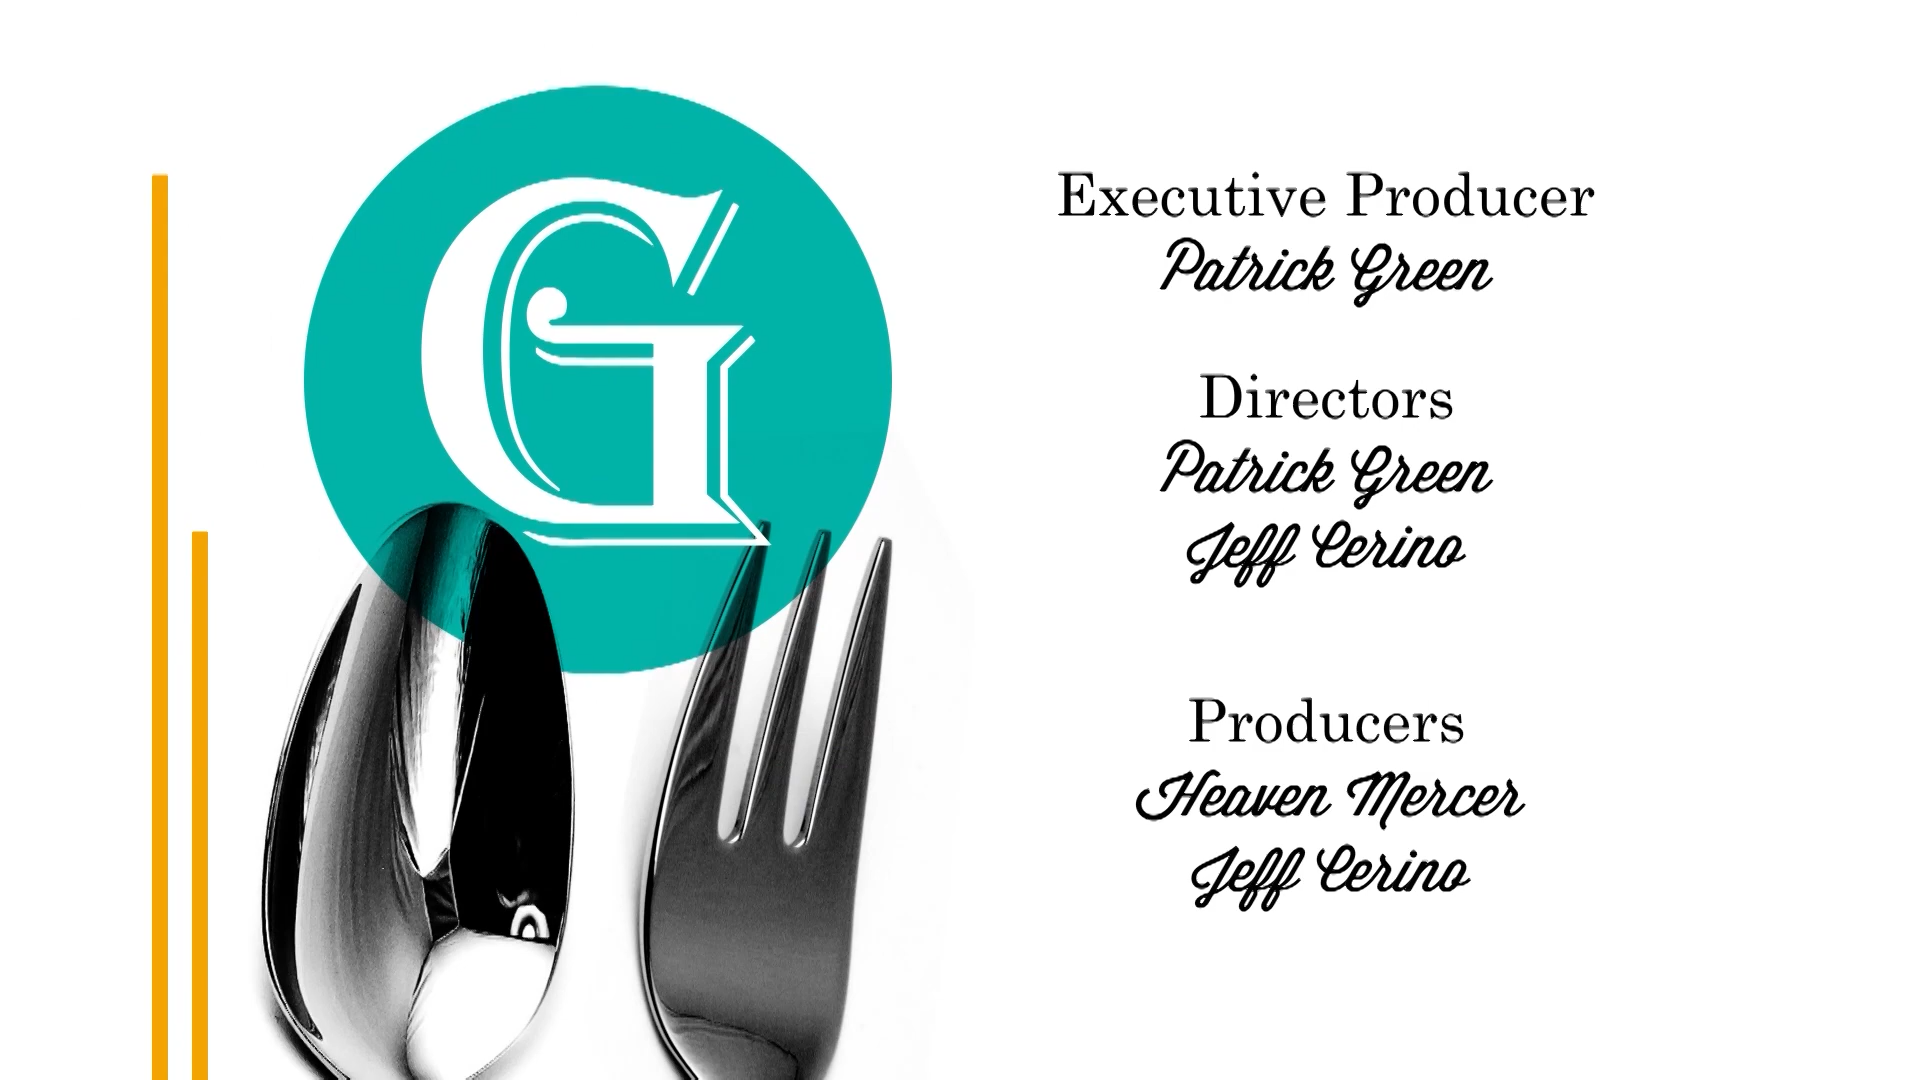 G
Executive Producer
Patrick Green
Directors
Patrick Green
Jeff Cerino
Producers
Heaven Mercer
Jeff Cerino